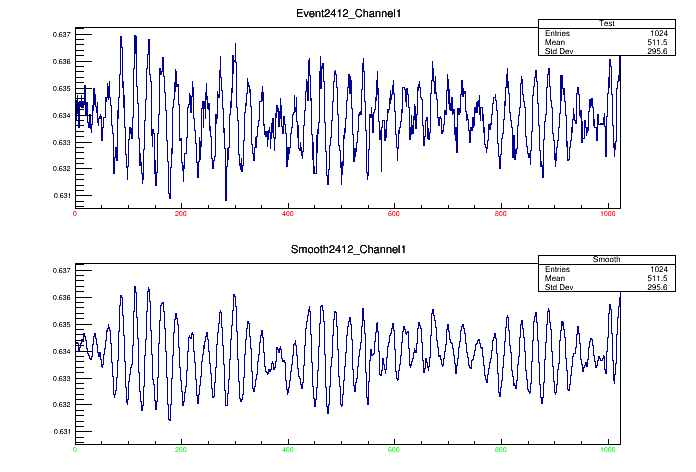 Event2412_Channel1
Test
Entries 1024
Mean 511.5
Std Dev 295.6
0.637
0.636
0.635
0.634
0.633
0.632
0.631
0 200 400 600 800 1000
Smooth2412_Channel1
Smooth
Entries 1024
Mean 511.5
Std Dev 295.6
0.637
0.636
0.635
0.634
0.633
0.632
0.631
0 200 400 600 800 1000